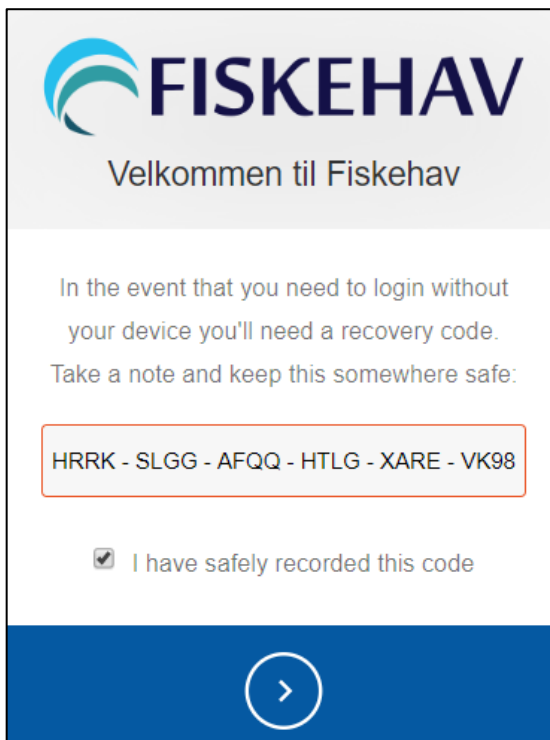 FISKEHAV
Velkommen til Fiskehav
In the event that you need to login without
your device you'll need a recovery code.
Take a note and keep this somewhere safe:
HRRK - SLGG - AFQQ - HTLG - XARE - VK98
I have safely recorded this code